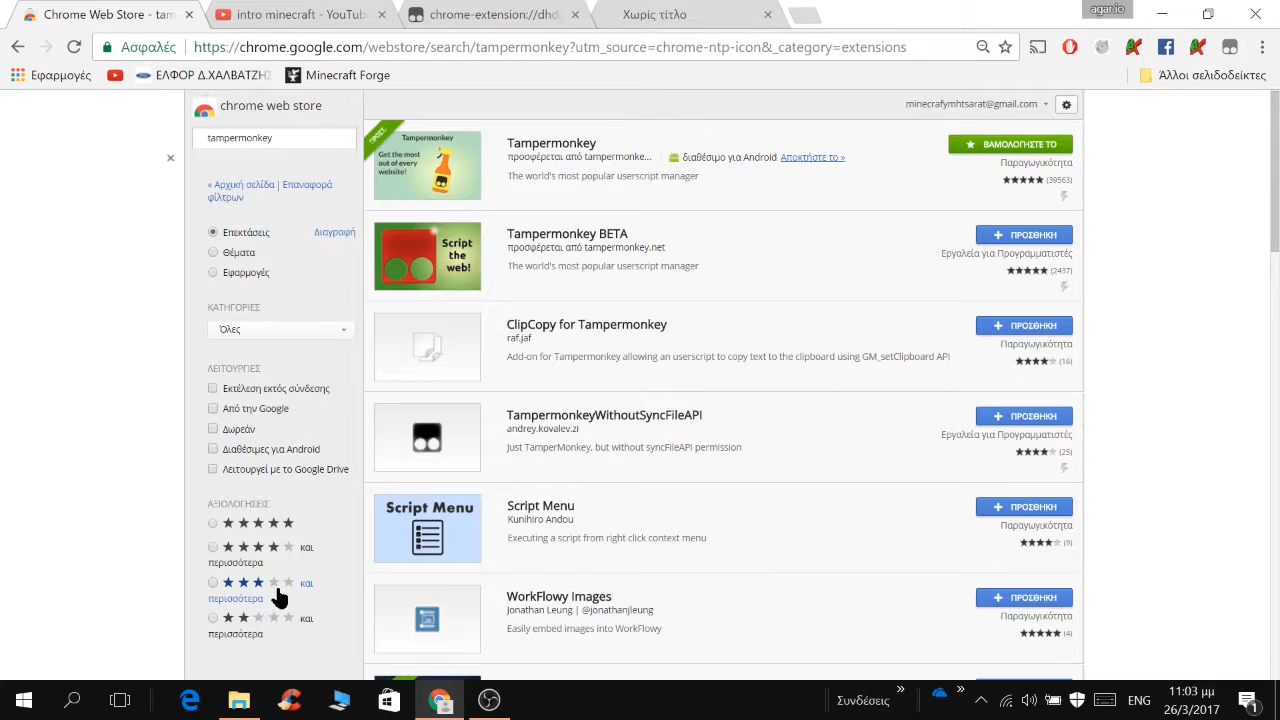 Chrome Web Store - tam
intro minecraft - YouTube
chrome-extension://dhdg
Χωρίς τίτλο
agar.io
Ασφαλές
https://chrome.google.com/webstore/search/tampermonkey?utm_source=chrome-ntp-icon&_category=extensions
Εφαρμογές
ΕΛΦΟΡ Δ.ΧΑΛΒΑΤΖΗΣ
Minecraft Forge
Άλλοι σελιδοδείκτες
chrome web store
minecrafymhtsarat@gmail.com
tampermonkey
« Αρχική σελίδα | Επαναφορά
φίλτρων
Επεκτάσεις
Διαγραφή
Θέματα
Εφαρμογές
ΚΑΤΗΓΟΡΙΕΣ
Όλες
ΛΕΙΤΟΥΡΓΙΕΣ
Εκτέλεση εκτός σύνδεσης
Από την Google
Δωρεάν
Διαθέσιμες για Android
Λειτουργεί με το Google Drive
ΑΞΙΟΛΟΓΗΣΕΙΣ
και
περισσότερα
και
περισσότερα
και
περισσότερα
ΠΡΟΣΤ.
Tampermonkey
Get the most
out of every
website!
Tampermonkey
προσφέρεται από tampermonke...
διαθέσιμο για Android Αποκτήστε το »
The world's most popular userscript manager
ΒΑΜΟΛΟΓΗΣΤΕ ΤΟ
Παραγωγικότητα
(39563)
Script
the
web!
Tampermonkey BETA
προσφέρεται από tampermonkey.net
The world's most popular userscript manager
ΠΡΟΣΘΗΚΗ
Εργαλεία για Προγραμματιστές
(2437)
ClipCopy for Tampermonkey
raf.jaf
Add-on for Tampermonkey allowing an userscript to copy text to the clipboard using GM_setClipboard API
ΠΡΟΣΘΗΚΗ
Παραγωγικότητα
(16)
TampermonkeyWithoutSyncFileAPI
andrey.kovalev.zi
Just TamperMonkey, but without syncFileAPI permission
ΠΡΟΣΘΗΚΗ
Εργαλεία για Προγραμματιστές
(25)
Script Menu
Script Menu
Kunihiro Andou
Executing a script from right click context menu
ΠΡΟΣΘΗΚΗ
Παραγωγικότητα
(9)
WorkFlowy Images
Jonathan Leung | @jonathanjleung
Easily embed images into WorkFlowy
ΠΡΟΣΘΗΚΗ
Παραγωγικότητα
(4)
Συνδέσεις
ENG
11:03 μμ
26/3/2017
1